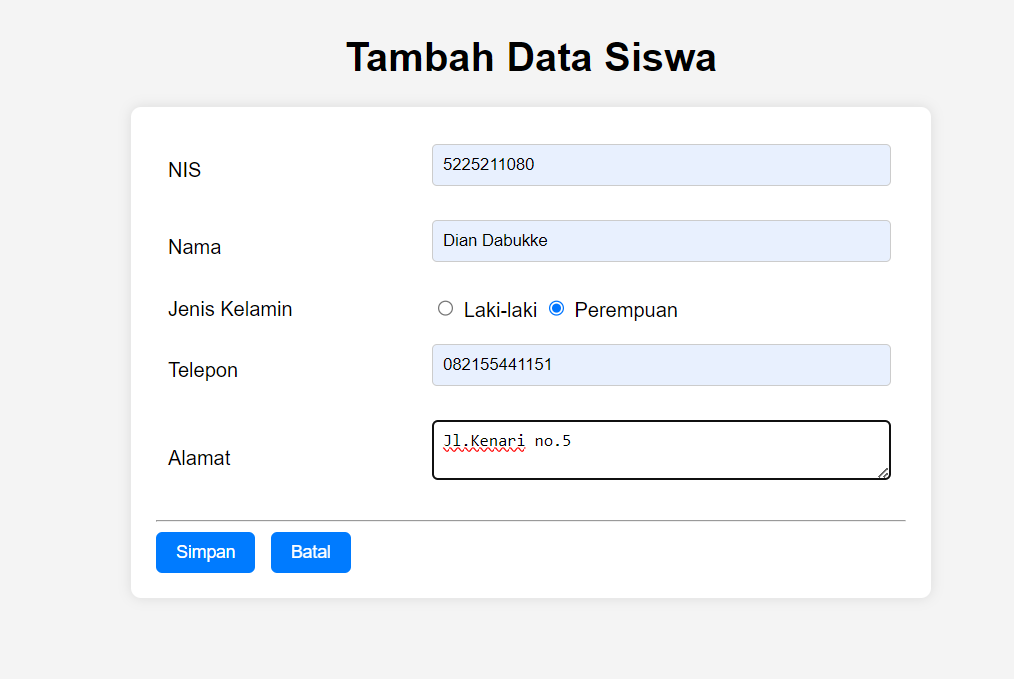 Tambah Data Siswa
NIS 5225211080
Nama Dian Dabukke
Jenis Kelamin Laki-laki Perempuan
Telepon 082155441151
Alamat Jl.Kenari no.5
Simpan Batal